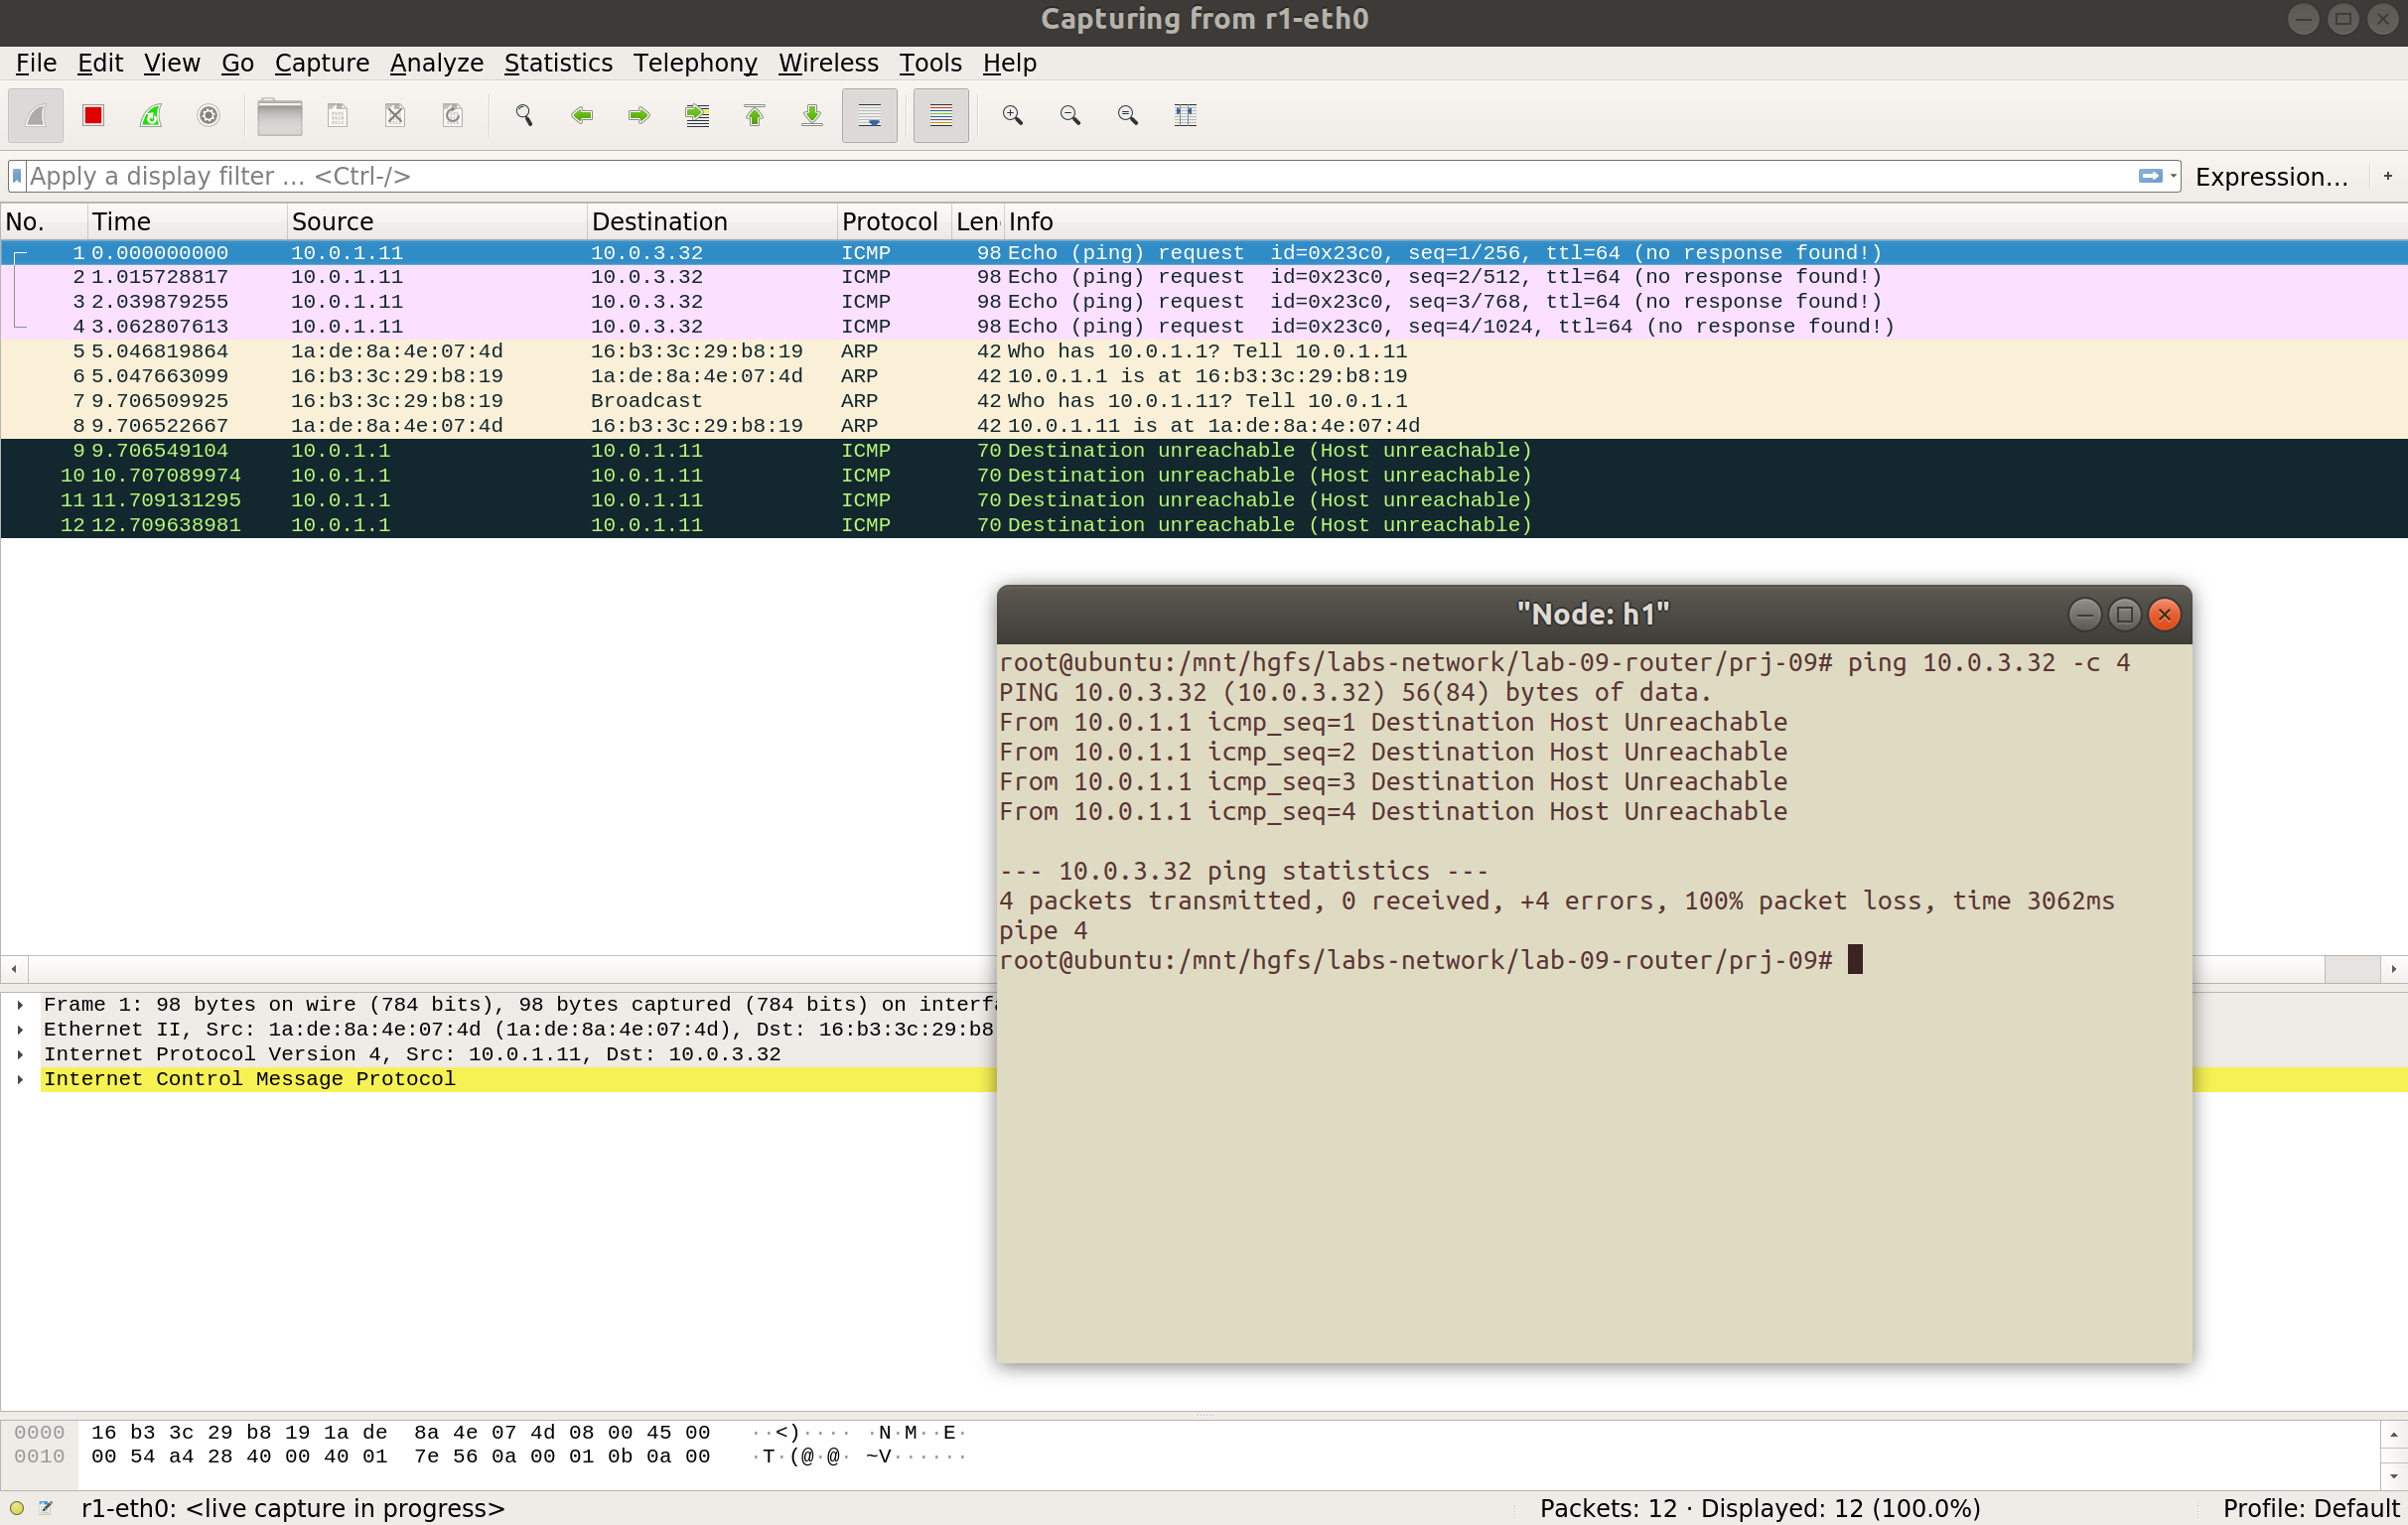 Capturing from r1-eth0
File Edit View Go Capture Analyze Statistics Telephony Wireless Tools Help
Apply a display filter ... <Ctrl-/> Expression... +
No. Time Source Destination Protocol Len Info
1 0.000000000 10.0.1.11 10.0.3.32 ICMP 98 Echo (ping) request id=0x23c0, seq=1/256, ttl=64 (no response found!)
2 1.015728817 10.0.1.11 10.0.3.32 ICMP 98 Echo (ping) request id=0x23c0, seq=2/512, ttl=64 (no response found!)
3 2.039879255 10.0.1.11 10.0.3.32 ICMP 98 Echo (ping) request id=0x23c0, seq=3/768, ttl=64 (no response found!)
4 3.062807613 10.0.1.11 10.0.3.32 ICMP 98 Echo (ping) request id=0x23c0, seq=4/1024, ttl=64 (no response found!)
5 5.046819864 1a:de:8a:4e:07:4d 16:b3:3c:29:b8:19 ARP 42 Who has 10.0.1.1? Tell 10.0.1.11
6 5.047663099 16:b3:3c:29:b8:19 1a:de:8a:4e:07:4d ARP 42 10.0.1.1 is at 16:b3:3c:29:b8:19
7 9.706509925 16:b3:3c:29:b8:19 Broadcast ARP 42 Who has 10.0.1.11? Tell 10.0.1.1
8 9.706522667 1a:de:8a:4e:07:4d 16:b3:3c:29:b8:19 ARP 42 10.0.1.11 is at 1a:de:8a:4e:07:4d
9 9.706549104 10.0.1.1 10.0.1.11 ICMP 70 Destination unreachable (Host unreachable)
10 10.707089974 10.0.1.1 10.0.1.11 ICMP 70 Destination unreachable (Host unreachable)
11 11.709131295 10.0.1.1 10.0.1.11 ICMP 70 Destination unreachable (Host unreachable)
12 12.709638981 10.0.1.1 10.0.1.11 ICMP 70 Destination unreachable (Host unreachable)
"Node: h1"
root@ubuntu:/mnt/hgfs/labs-network/lab-09-router/prj-09# ping 10.0.3.32 -c 4
PING 10.0.3.32 (10.0.3.32) 56(84) bytes of data.
From 10.0.1.1 icmp_seq=1 Destination Host Unreachable
From 10.0.1.1 icmp_seq=2 Destination Host Unreachable
From 10.0.1.1 icmp_seq=3 Destination Host Unreachable
From 10.0.1.1 icmp_seq=4 Destination Host Unreachable
--- 10.0.3.32 ping statistics ---
4 packets transmitted, 0 received, +4 errors, 100% packet loss, time 3062ms
pipe 4
root@ubuntu:/mnt/hgfs/labs-network/lab-09-router/prj-09#
Frame 1: 98 bytes on wire (784 bits), 98 bytes captured (784 bits) on interfa
Ethernet II, Src: 1a:de:8a:4e:07:4d (1a:de:8a:4e:07:4d), Dst: 16:b3:3c:29:b8
Internet Protocol Version 4, Src: 10.0.1.11, Dst: 10.0.3.32
Internet Control Message Protocol
0000 16 b3 3c 29 b8 19 1a de 8a 4e 07 4d 08 00 45 00 ··<)···· ·N·M··E·
0010 00 54 a4 28 40 00 40 01 7e 56 0a 00 01 0b 0a 00 ·T·(@·@· ~V······
r1-eth0: <live capture in progress> Packets: 12 · Displayed: 12 (100.0%) Profile: Default